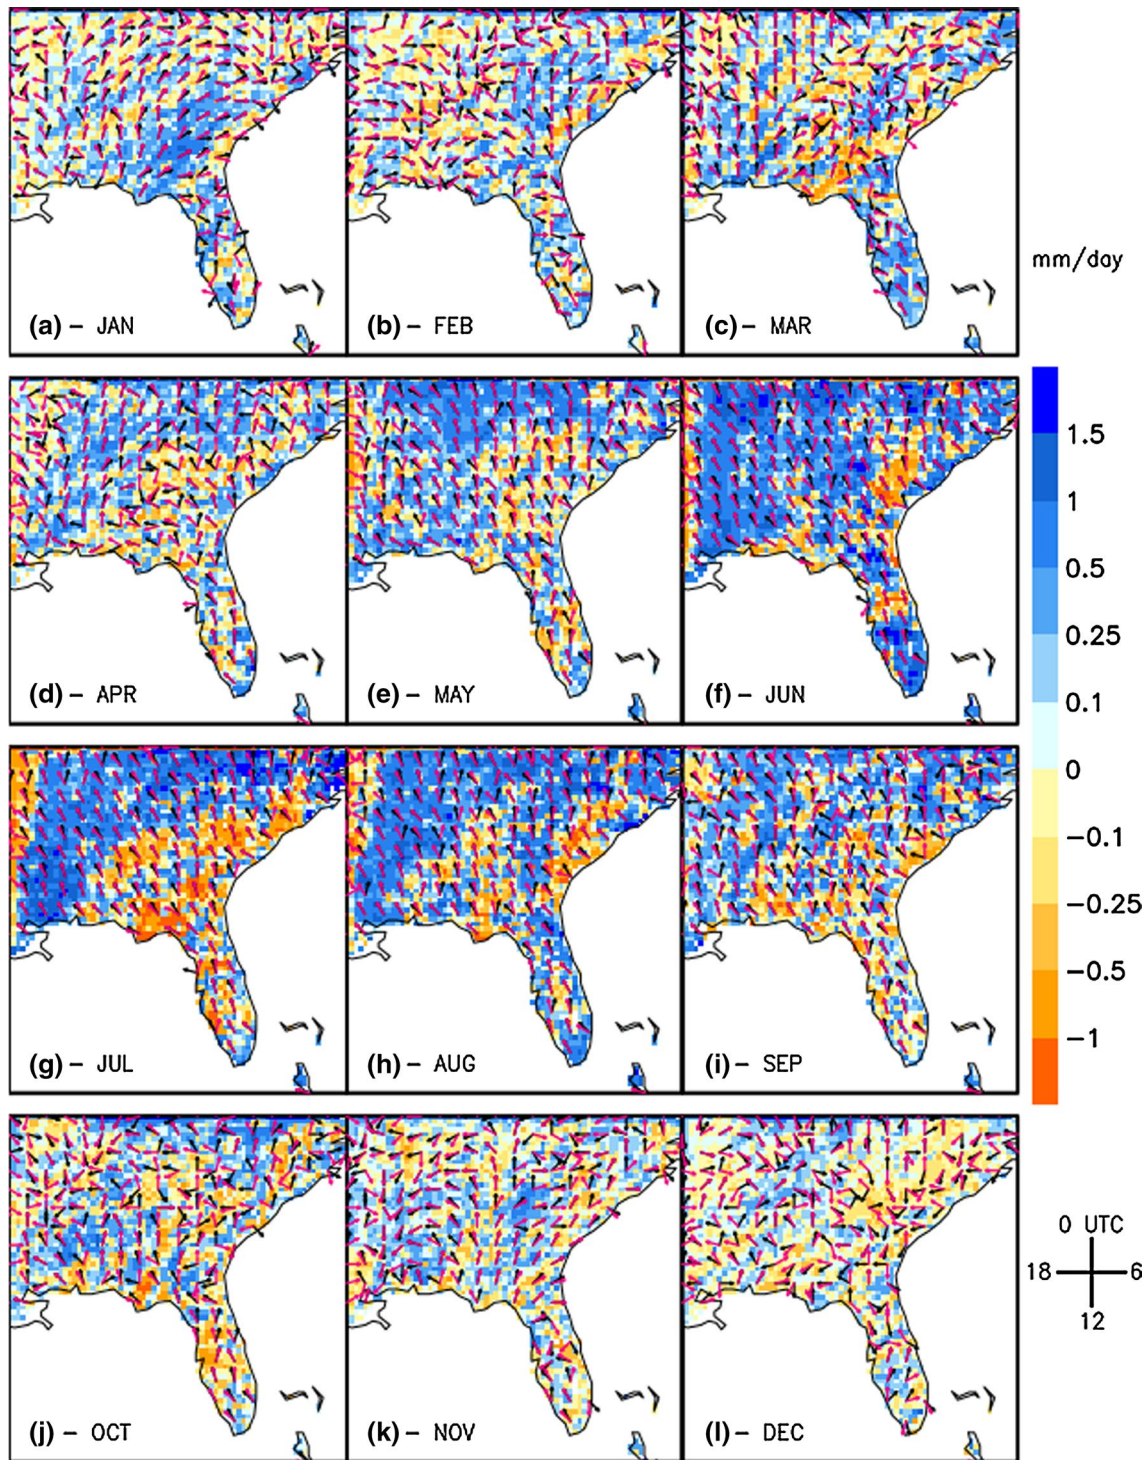 (a) – JAN
(b) – FEB
(c) – MAR
mm/day
(d) – APR
(e) – MAY
(f) – JUN
1.5
1
0.5
0.25
0.1
0
−0.1
−0.25
−0.5
−1
(g) – JUL
(h) – AUG
(i) – SEP
(j) – OCT
(k) – NOV
(l) – DEC
0 UTC
18 6
12